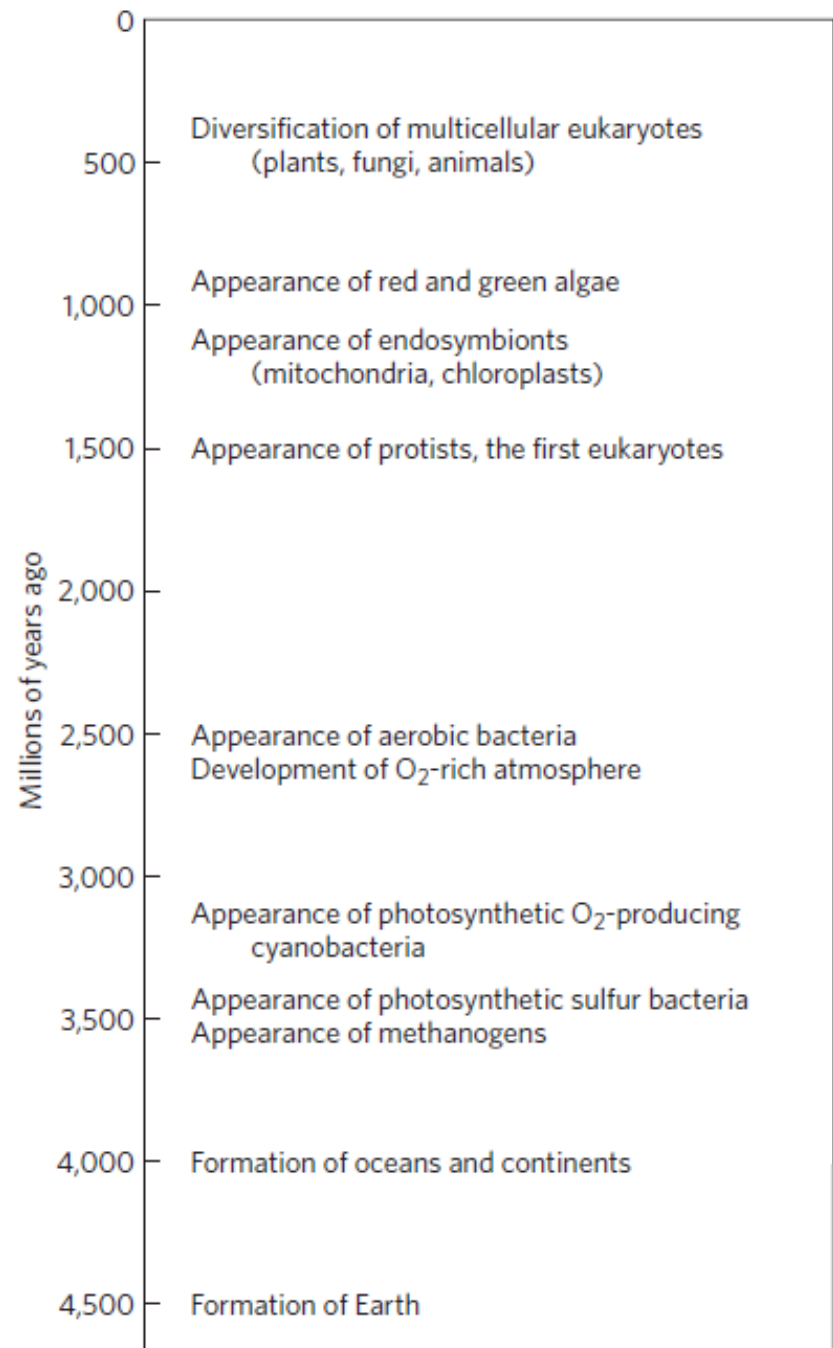 0
Diversification of multicellular eukaryotes
(plants, fungi, animals)
500
Appearance of red and green algae
1,000
Appearance of endosymbionts
(mitochondria, chloroplasts)
1,500
Appearance of protists, the first eukaryotes
Millions of years ago
2,000
2,500
Appearance of aerobic bacteria
Development of O₂-rich atmosphere
3,000
Appearance of photosynthetic O₂-producing
cyanobacteria
Appearance of photosynthetic sulfur bacteria
3,500
Appearance of methanogens
4,000
Formation of oceans and continents
4,500
Formation of Earth